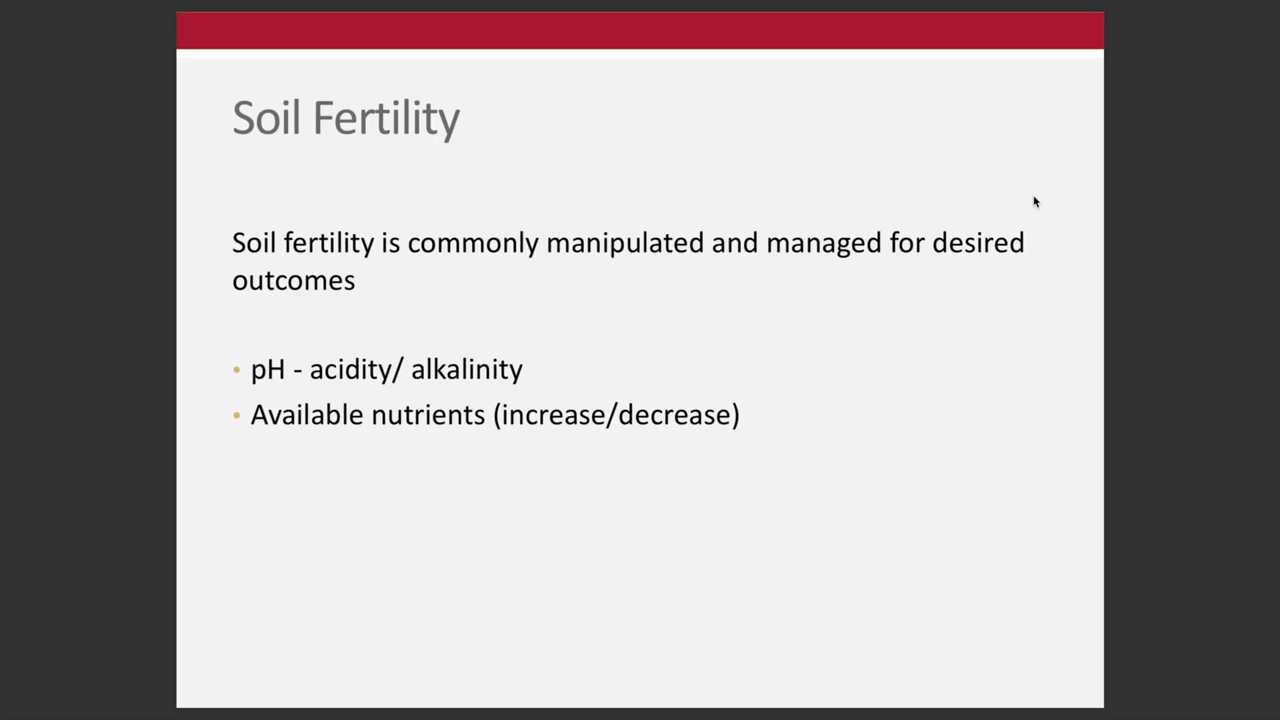 Soil Fertility
Soil fertility is commonly manipulated and managed for desired
outcomes
• pH - acidity/ alkalinity
• Available nutrients (increase/decrease)